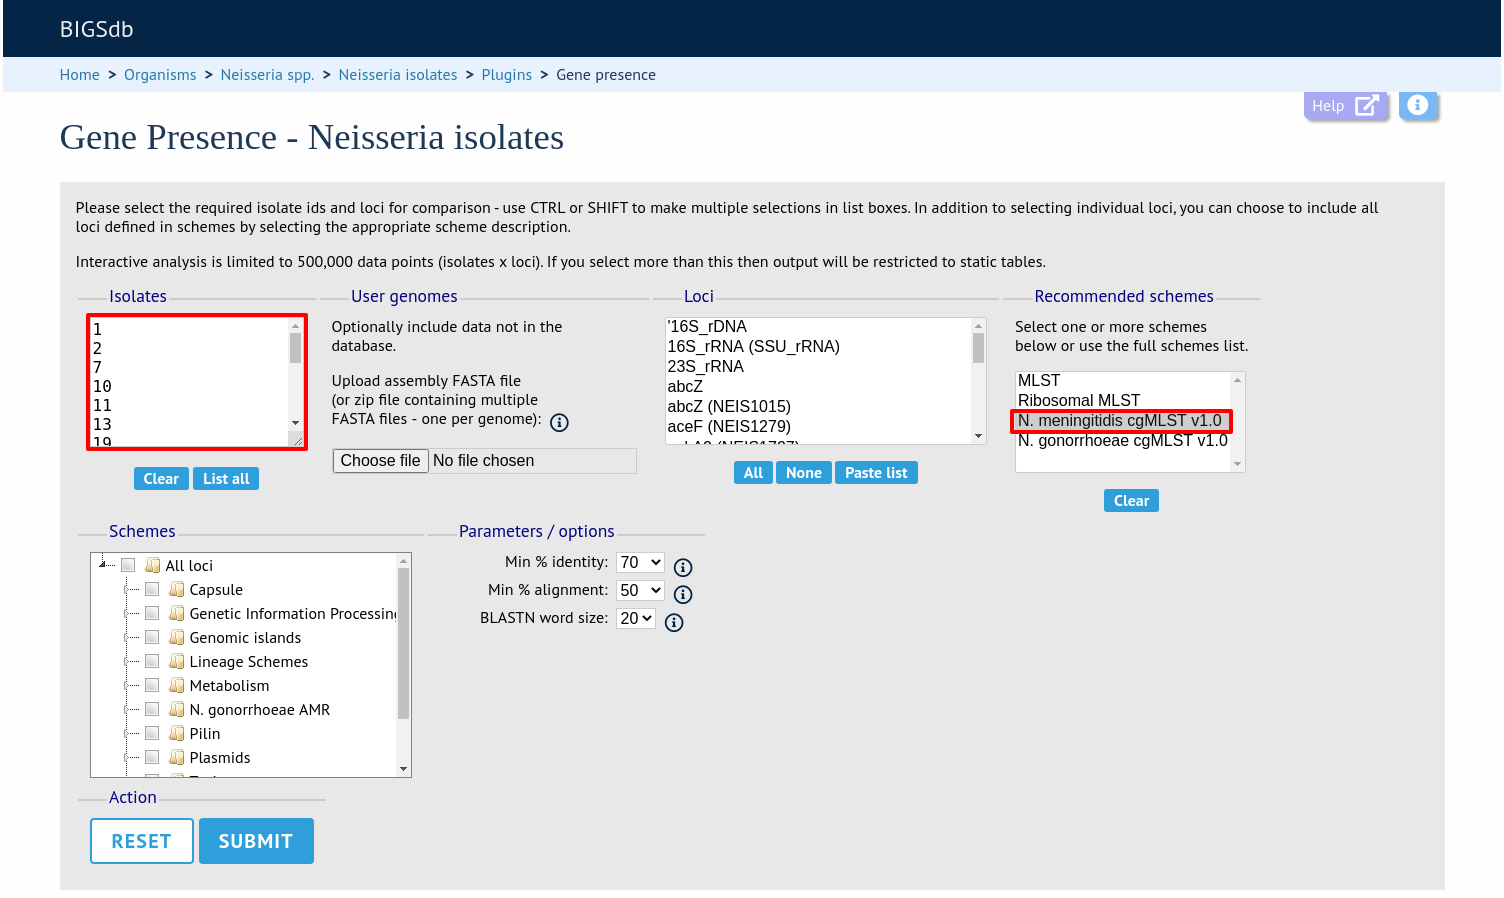 BIGSdb
Home > Organisms > Neisseria spp. > Neisseria isolates > Plugins > Gene presence
Help
Gene Presence - Neisseria isolates
Please select the required isolate ids and loci for comparison - use CTRL or SHIFT to make multiple selections in list boxes. In addition to selecting individual loci, you can choose to include all
loci defined in schemes by selecting the appropriate scheme description.
Interactive analysis is limited to 500,000 data points (isolates x loci). If you select more than this then output will be restricted to static tables.
Isolates
1
2
7
10
11
13
19
Clear List all
User genomes
Optionally include data not in the
database.
Upload assembly FASTA file
(or zip file containing multiple
FASTA files - one per genome):
Choose file No file chosen
Loci
'16S_rDNA
16S_rRNA (SSU_rRNA)
23S_rRNA
abcZ
abcZ (NEIS1015)
aceF (NEIS1279)
All None Paste list
Recommended schemes
Select one or more schemes
below or use the full schemes list.
MLST
Ribosomal MLST
N. meningitidis cgMLST v1.0
N. gonorrhoeae cgMLST v1.0
Clear
Schemes
All loci
Capsule
Genetic Information Processing
Genomic islands
Lineage Schemes
Metabolism
N. gonorrhoeae AMR
Pilin
Plasmids
Parameters / options
Min % identity: 70
Min % alignment: 50
BLASTN word size: 20
Action
RESET SUBMIT